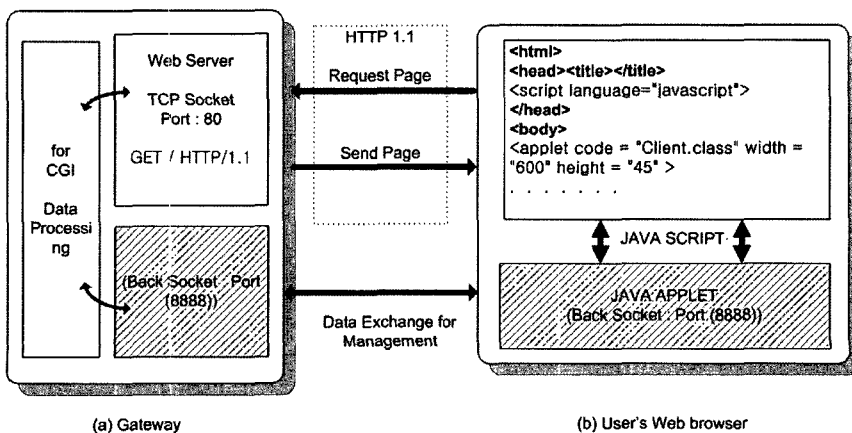 for
CGI
Data
Processi
ng
Web Server
TCP Socket
Port : 80
GET / HTTP/1.1
(Back Socket : Port
(8888))
HTTP 1.1
Request Page
Send Page
Data Exchange for
Management
<html>
<head><title></title>
<script language="javascript">
</head>
<body>
<applet code = "Client.class" width =
"600" height = "45" >
. . . . . . .
JAVA SCRIPT
JAVA APPLET
(Back Socket : Port (8888))
(a) Gateway
(b) User's Web browser